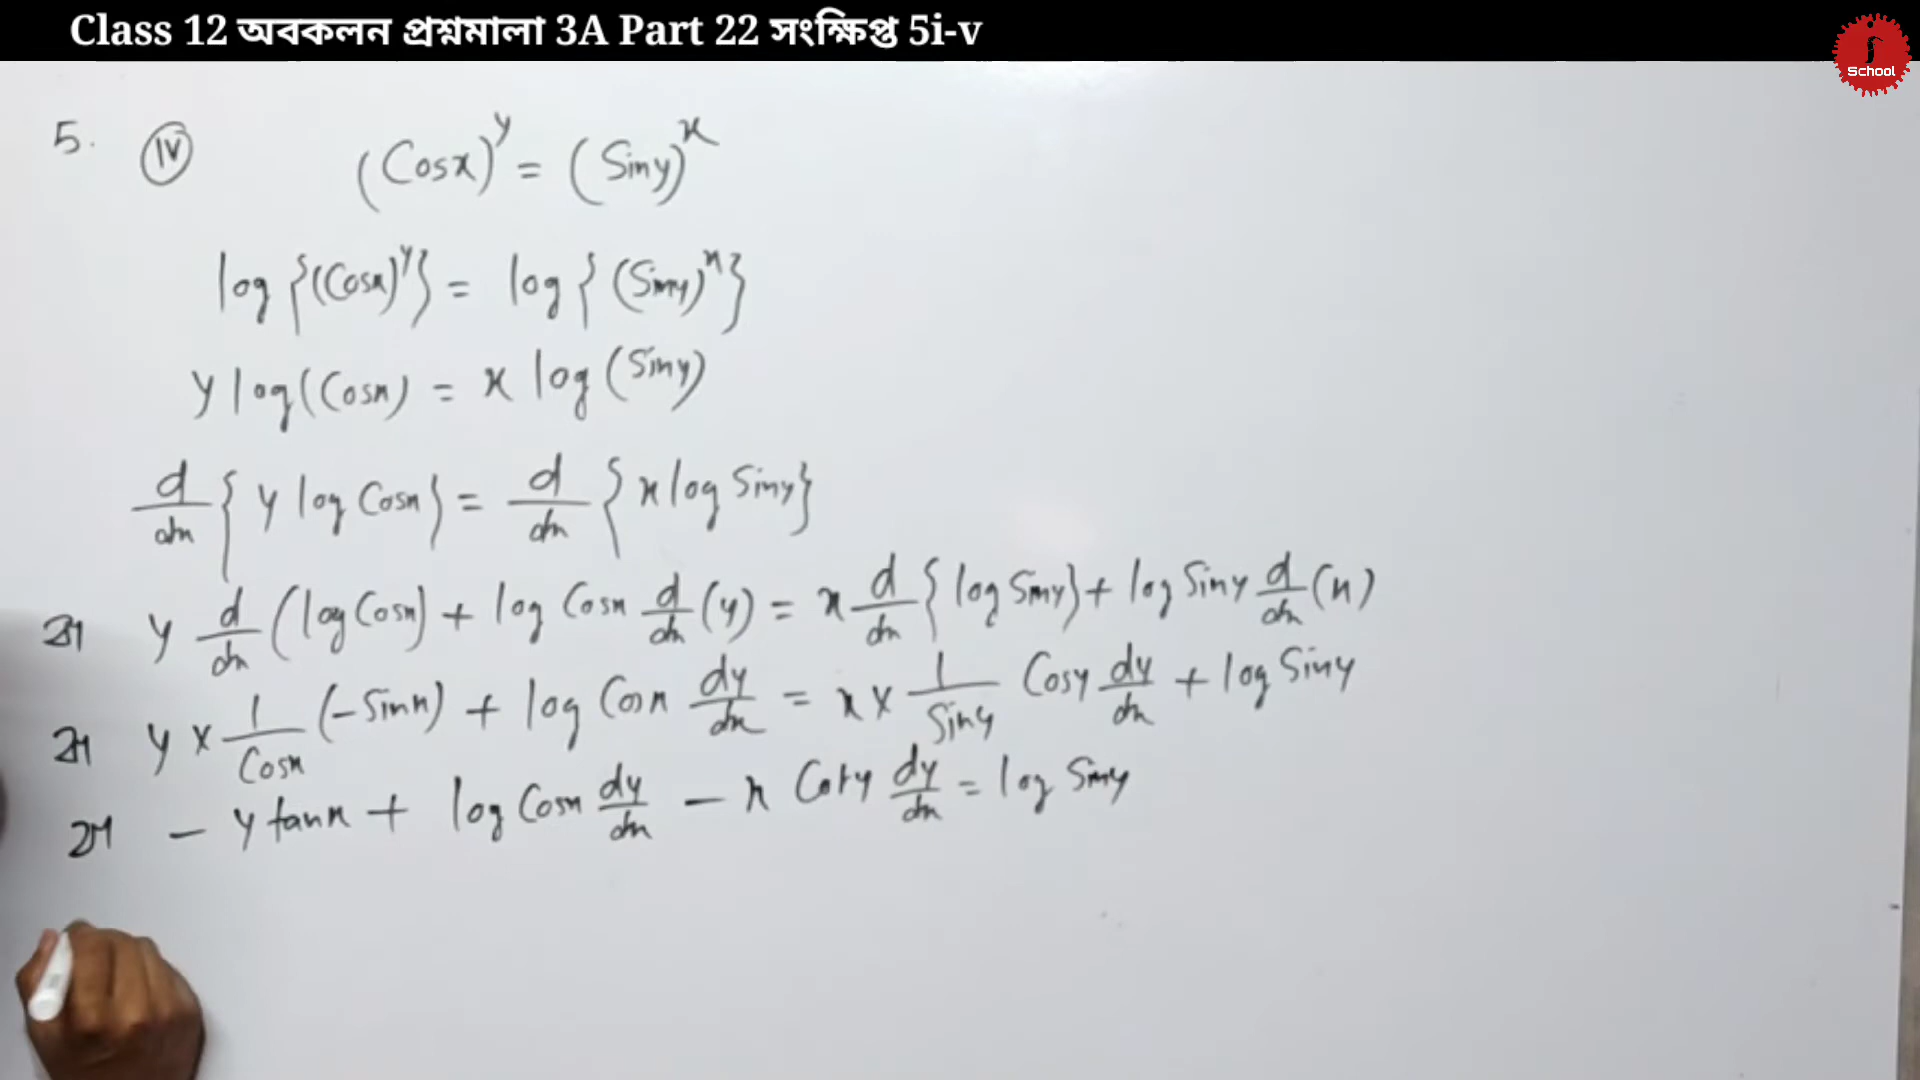 Class 12 অবকলন প্রশ্নমালা 3A Part 22 সংক্ষিপ্ত 5i-v
School
5. (iv) (Cosx)^y = (Siny)^x
log {(Cosx)^y} = log { (Siny)^x}
y log(Cosx) = x log (Siny)
d/dx { y log Cosx} = d/dx { x log Siny}
বা y d/dx (log Cosx) + log Cosx d/dx (y) = x d/dx { log Siny} + log Siny d/dx (x)
বা y × 1/Cosx (-Sinx) + log Cosx dy/dx = x × 1/Siny Cosy dy/dx + log Siny
বা - y tanx + log Cosx dy/dx - x Coty dy/dx = log Siny